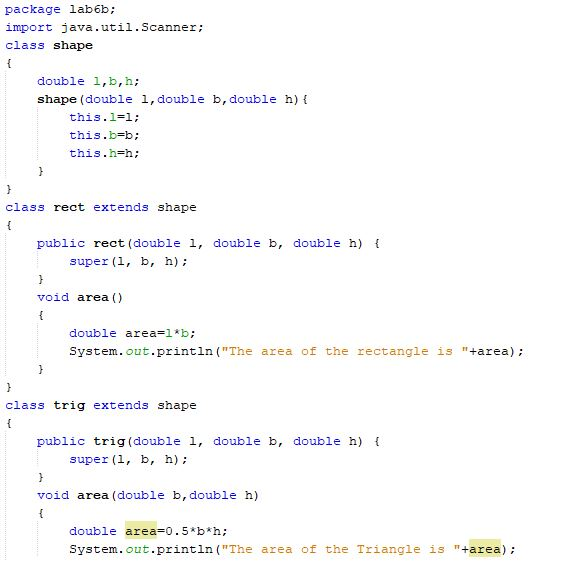 package lab6b;
import java.util.Scanner;
class shape
{
    double l,b,h;
    shape(double l,double b,double h){
        this.l=l;
        this.b=b;
        this.h=h;
    }
}
class rect extends shape
{
    public rect(double l, double b, double h) {
        super(l, b, h);
    }
    void area()
    {
        double area=l*b;
        System.out.println("The area of the rectangle is "+area);
    }
}
class trig extends shape
{
    public trig(double l, double b, double h) {
        super(l, b, h);
    }
    void area(double b,double h)
    {
        double area=0.5*b*h;
        System.out.println("The area of the Triangle is "+area);